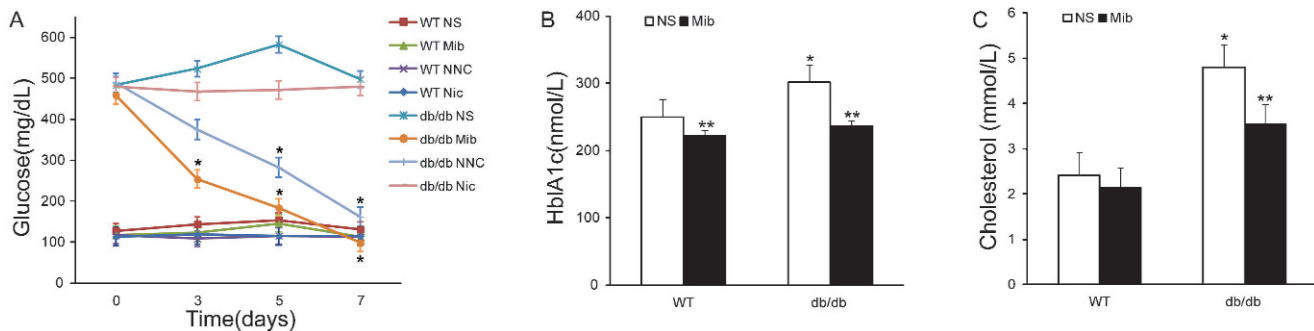 A
Glucose(mg/dL)
700
600
500
400
300
200
100
0
*
*
*
*
*
*
0
3
5
7
Time(days)
WT NS
WT Mib
WT NNC
WT Nic
db/db NS
db/db Mib
db/db NNC
db/db Nic
B
NS Mib
HblA1c(nmol/L)
400
300
200
100
0
**
*
**
WT
db/db
C
NS Mib
Cholesterol (mmol/L)
6
5
4
3
2
1
0
*
**
WT
db/db